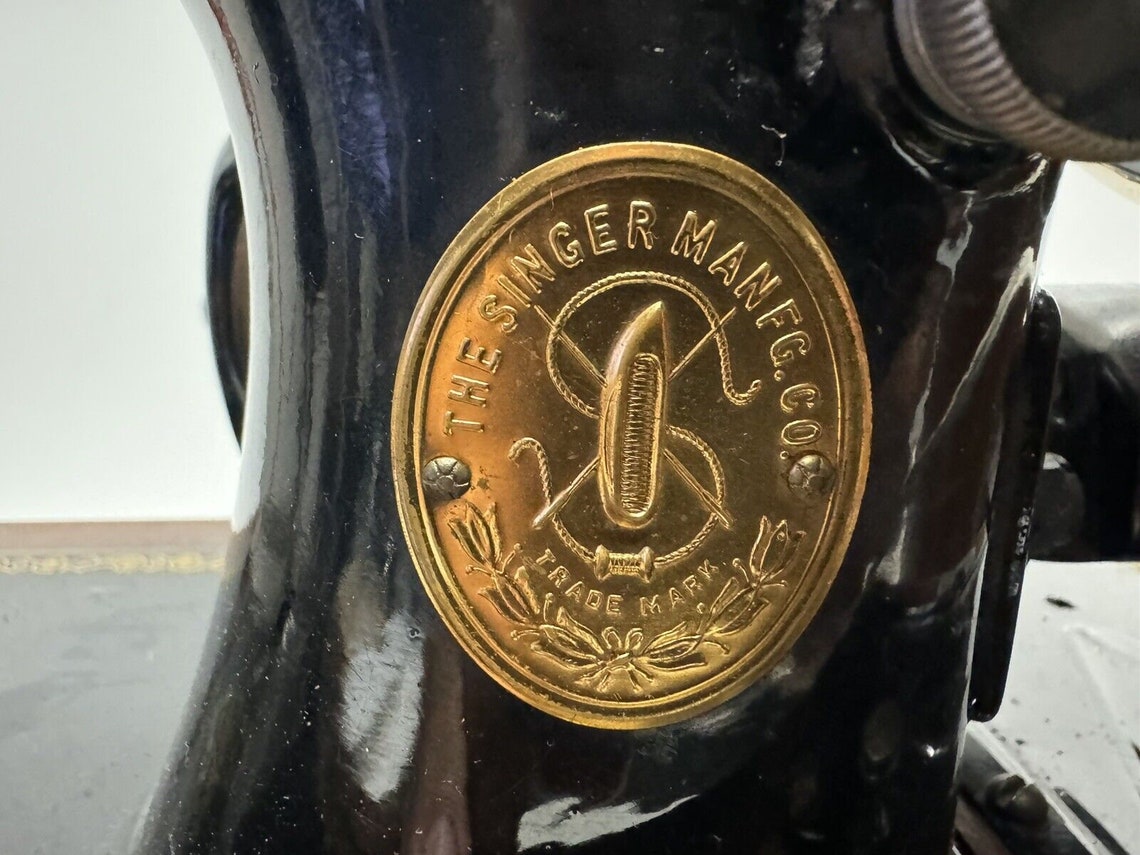 THE SINGER MANFG. CO.
TRADE MARK